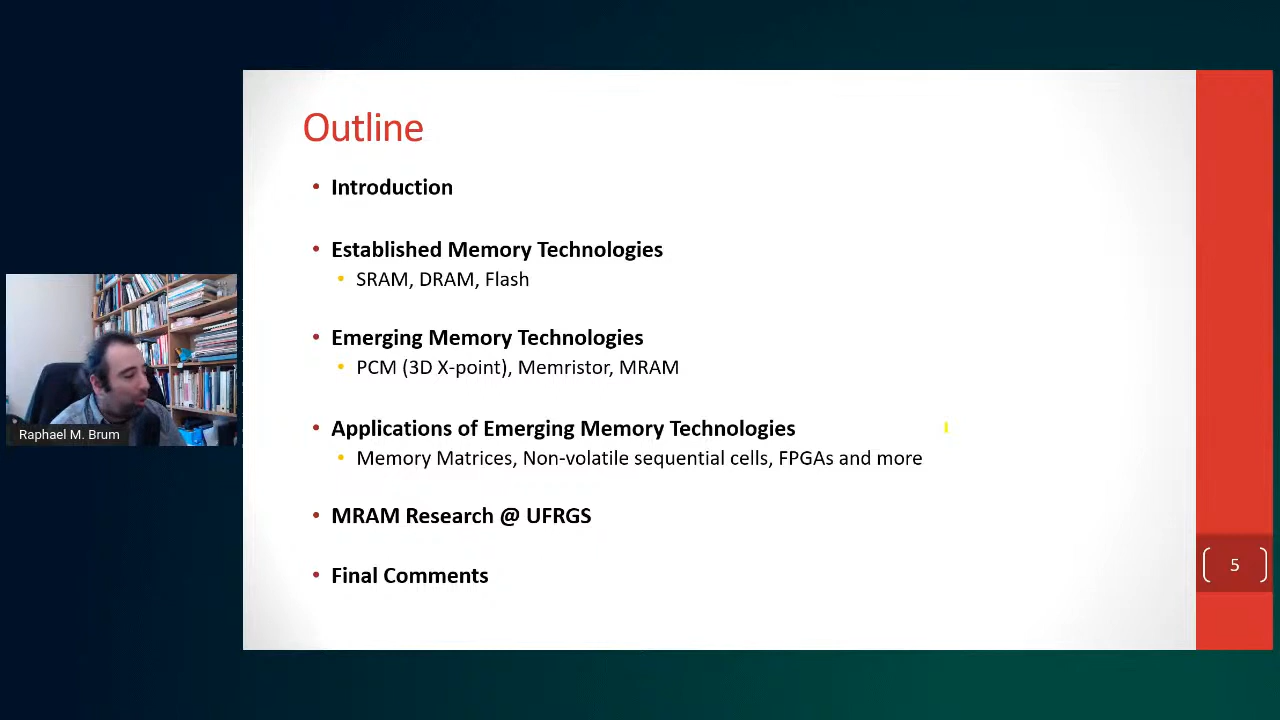 Outline
• Introduction
• Established Memory Technologies
• SRAM, DRAM, Flash
• Emerging Memory Technologies
• PCM (3D X-point), Memristor, MRAM
• Applications of Emerging Memory Technologies
• Memory Matrices, Non-volatile sequential cells, FPGAs and more
• MRAM Research @ UFRGS
• Final Comments
5
Raphael M. Brum